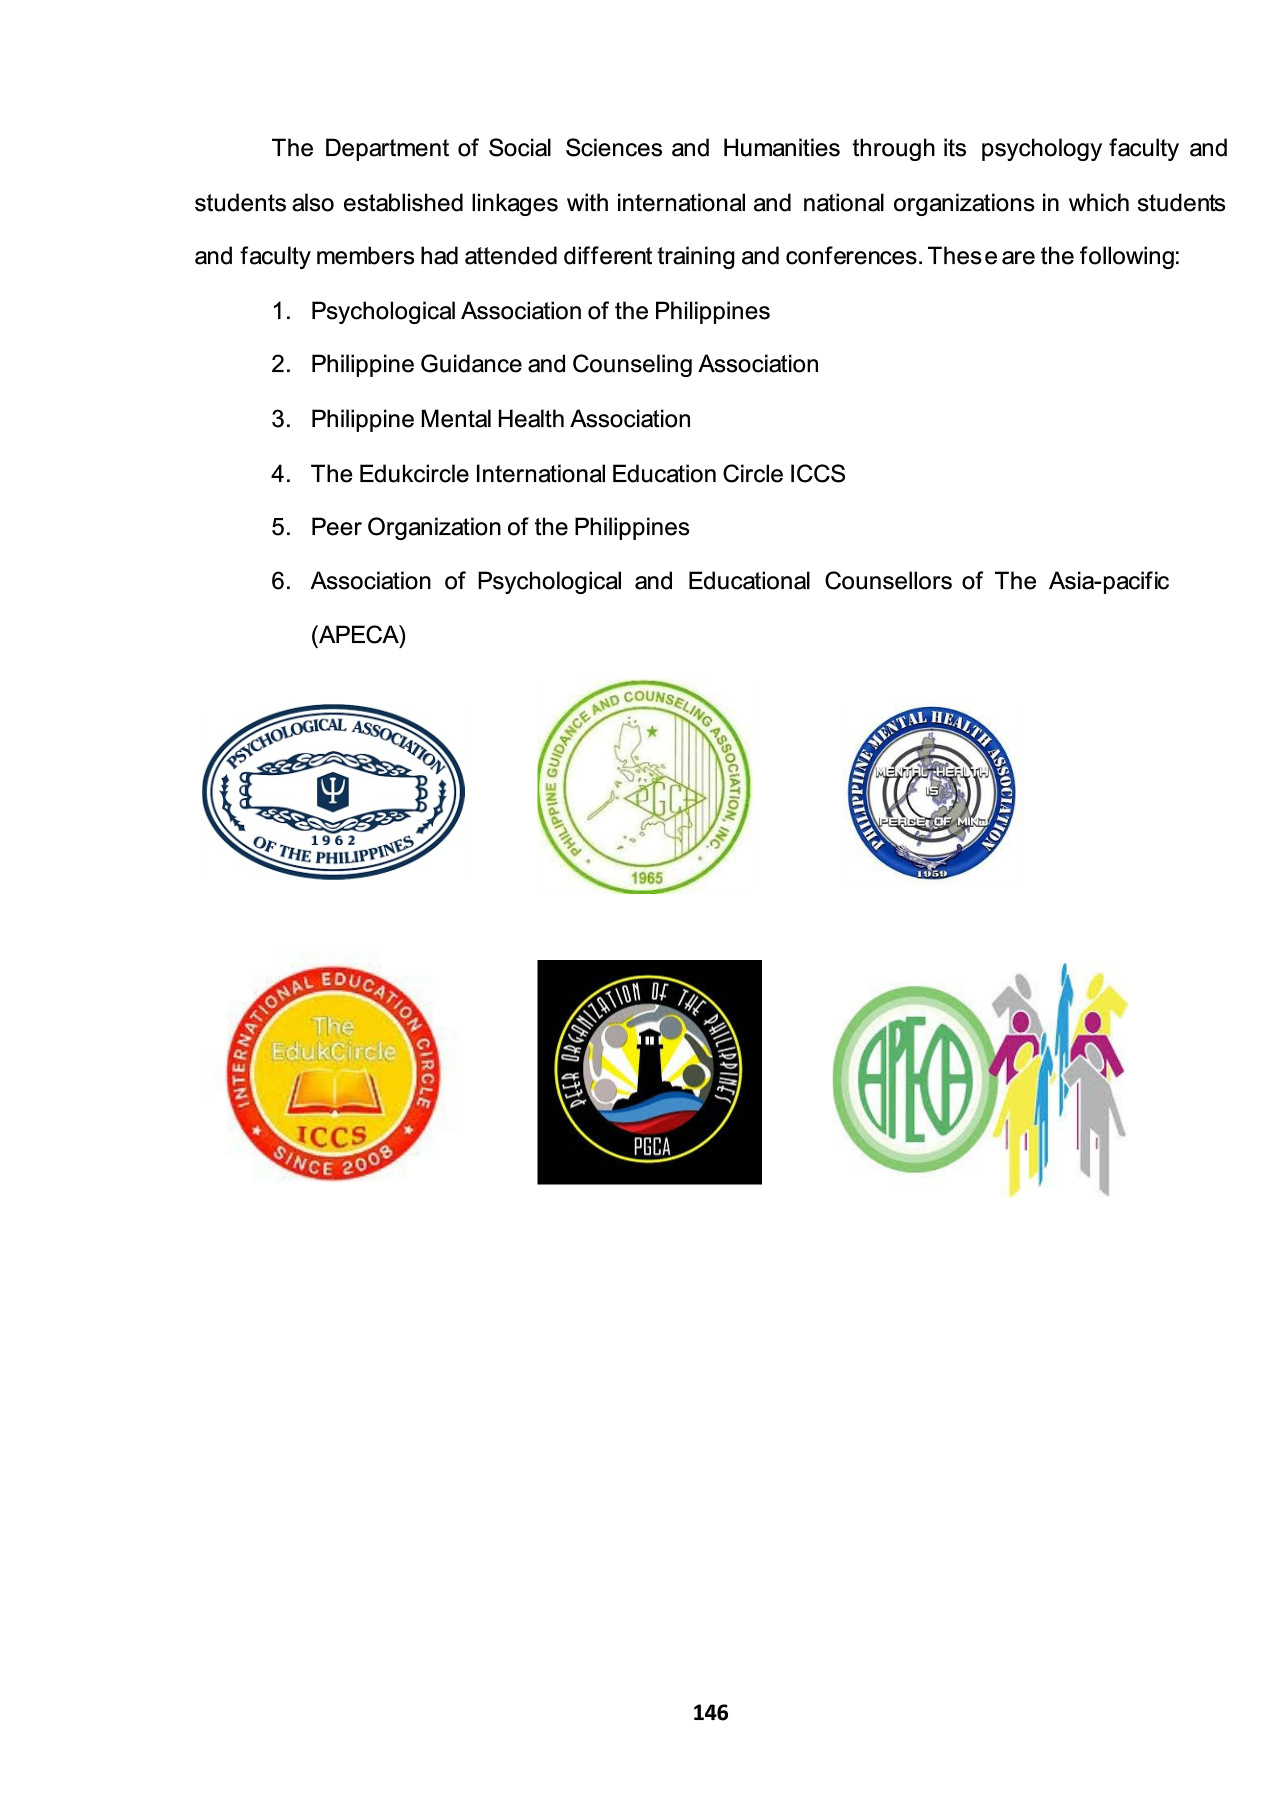 The Department of Social Sciences and Humanities through its psychology faculty and
students also established linkages with international and national organizations in which students
and faculty members had attended different training and conferences. These are the following:
1. Psychological Association of the Philippines
2. Philippine Guidance and Counseling Association
3. Philippine Mental Health Association
4. The Edukcircle International Education Circle ICCS
5. Peer Organization of the Philippines
6. Association of Psychological and Educational Counsellors of The Asia-pacific
(APECA)
PSYCHOLOGICAL ASSOCIATION
Ψ
1962
OF THE PHILIPPINES
PHILIPPINE GUIDANCE AND COUNSELING ASSOCIATION, INC.
PGCA
1965
PHILIPPINE MENTAL HEALTH ASSOCIATION
MENTAL HEALTH
IS
PEACE OF MIND
1959
INTERNATIONAL EDUCATION CIRCLE
The
EdukCircle
ICCS
SINCE 2008
PEER ORGANIZATION OF THE PHILIPPINES
PGCA
APECA
146